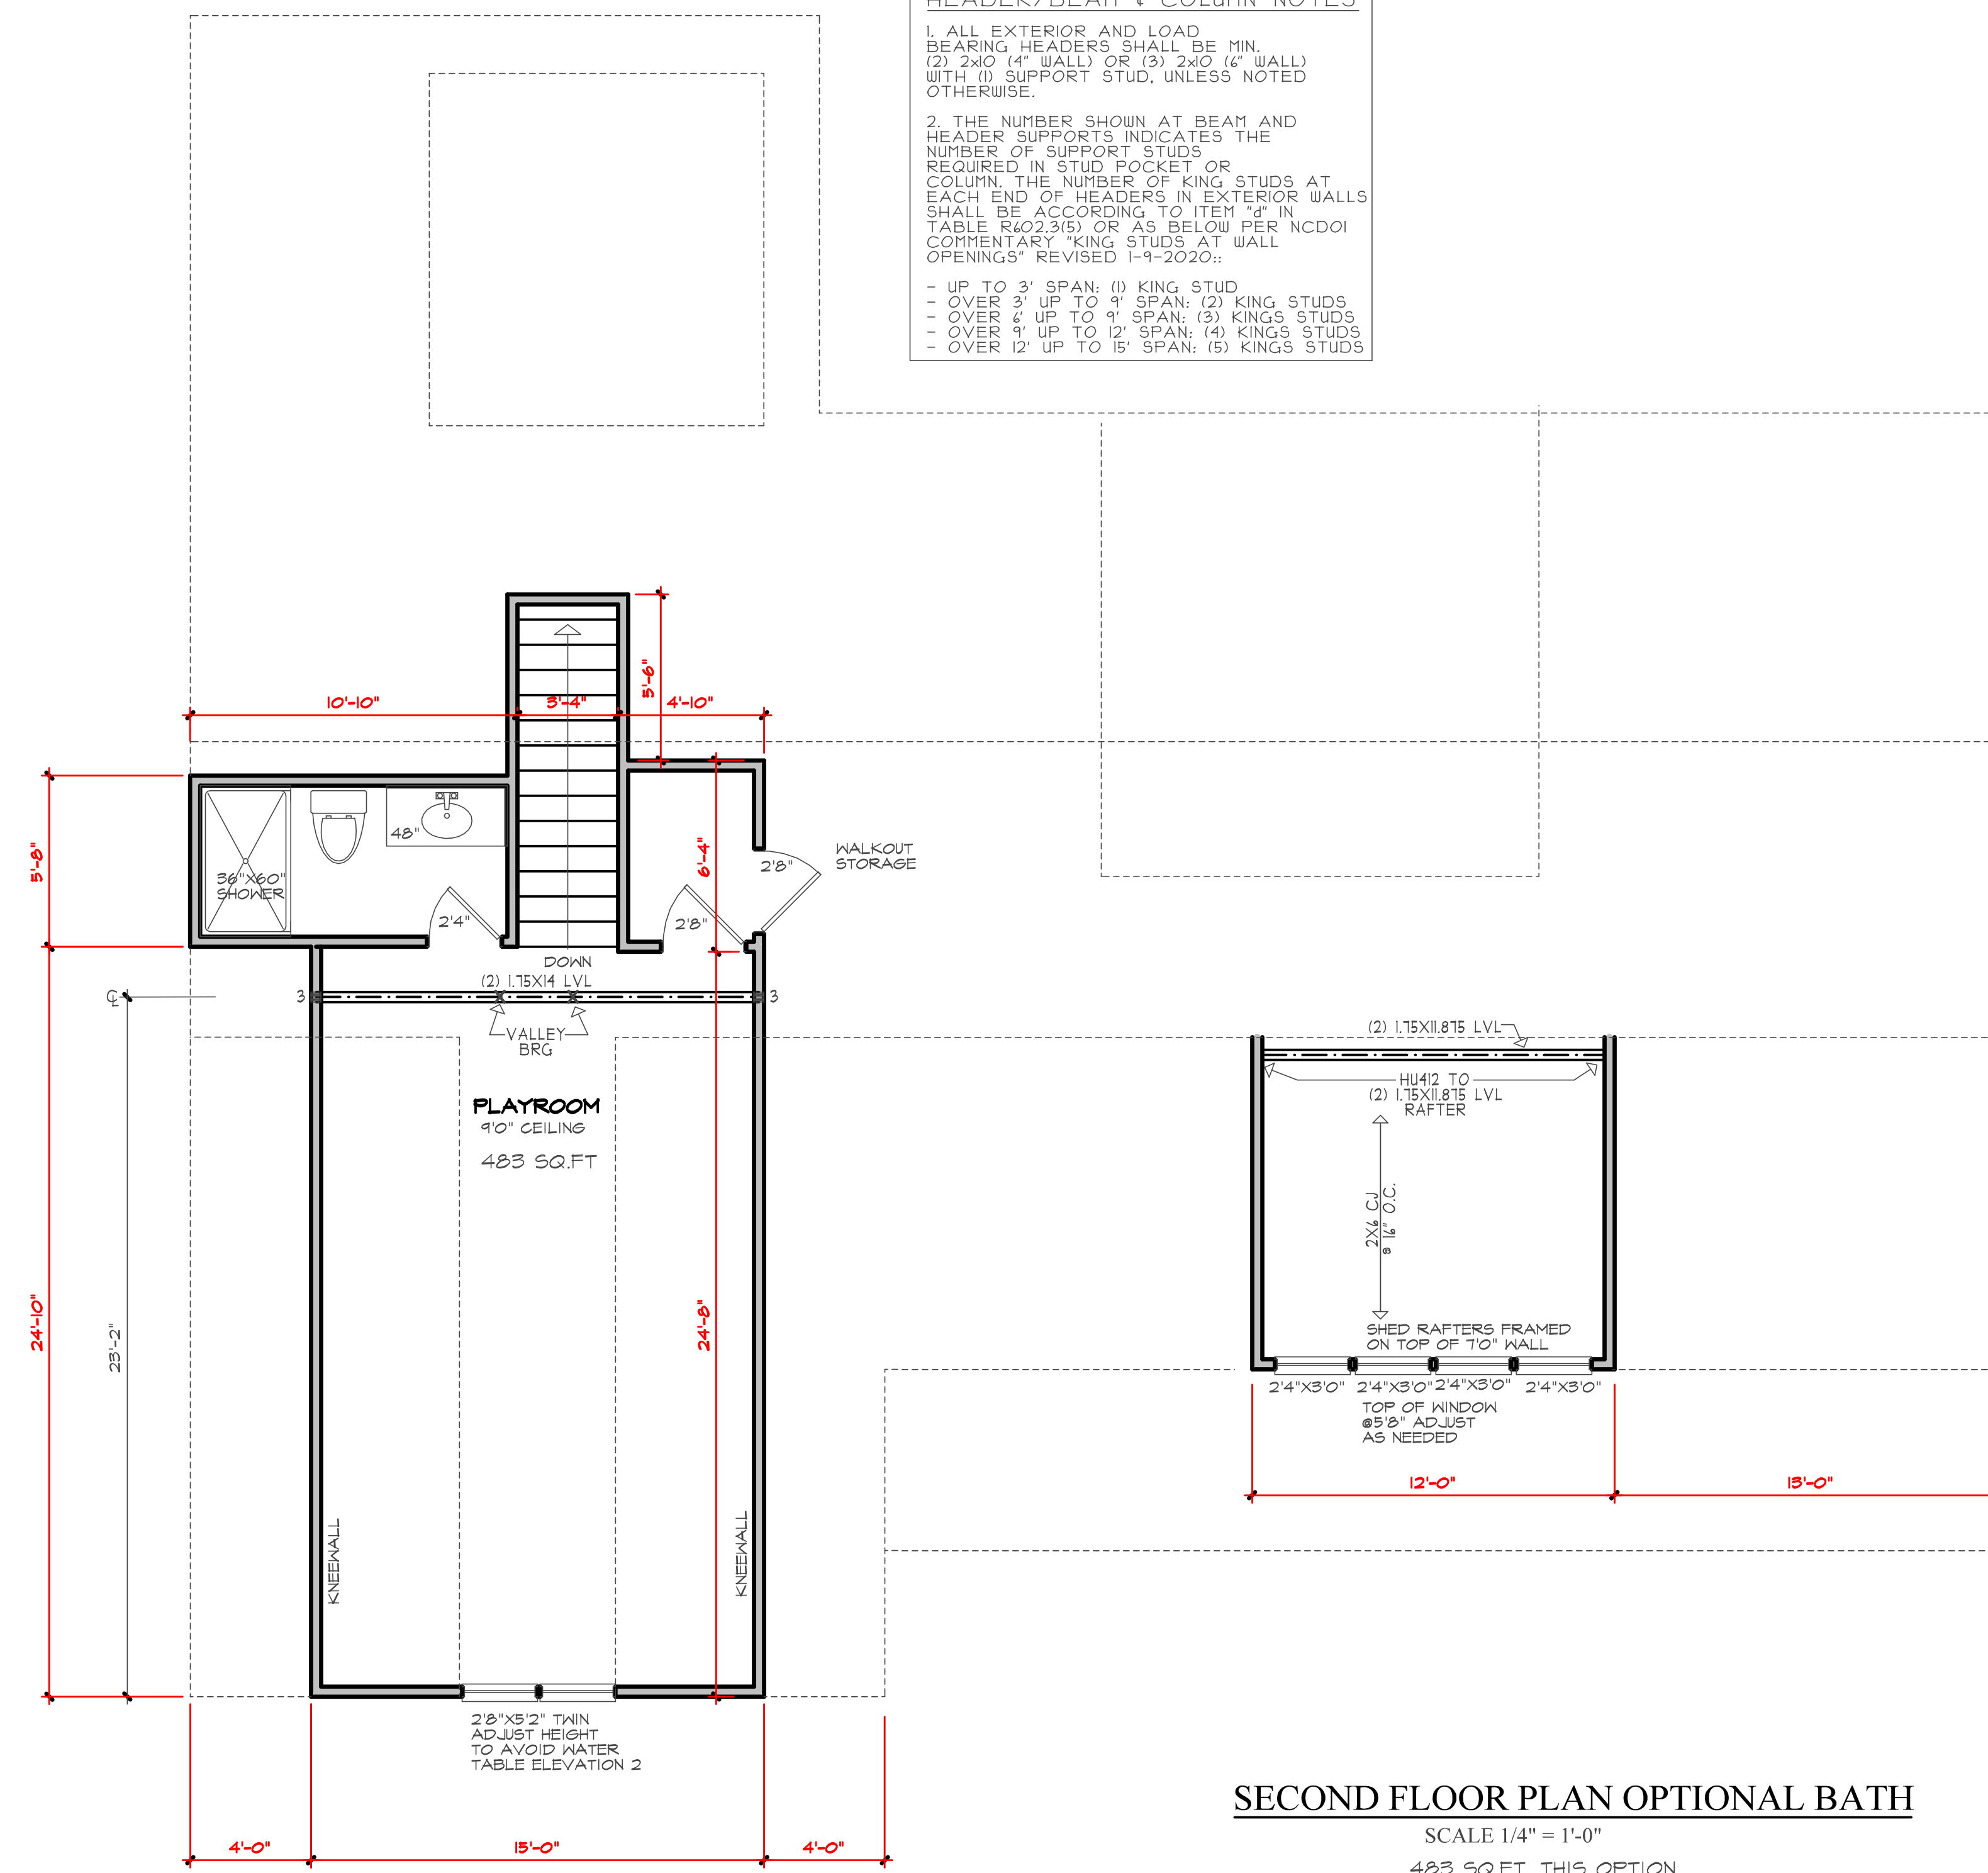 HEADER/BEAM & COLUMN NOTES
1. ALL EXTERIOR AND LOAD
BEARING HEADERS SHALL BE MIN.
(2) 2x10 (4" WALL) OR (3) 2x10 (6" WALL)
WITH (1) SUPPORT STUD, UNLESS NOTED
OTHERWISE.
2. THE NUMBER SHOWN AT BEAM AND
HEADER SUPPORTS INDICATES THE
NUMBER OF SUPPORT STUDS
REQUIRED IN STUD POCKET OR
COLUMN. THE NUMBER OF KING STUDS AT
EACH END OF HEADERS IN EXTERIOR WALLS
SHALL BE ACCORDING TO ITEM "d" IN
TABLE R602.3(5) OR AS BELOW PER NCDOI
COMMENTARY "KING STUDS AT WALL
OPENINGS" REVISED 1-9-2020::
- UP TO 3' SPAN: (1) KING STUD
- OVER 3' UP TO 9' SPAN: (2) KING STUDS
- OVER 6' UP TO 9' SPAN: (3) KINGS STUDS
- OVER 9' UP TO 12' SPAN: (4) KINGS STUDS
- OVER 12' UP TO 15' SPAN: (5) KINGS STUDS
5'-6"
10'-10"
3'-4"
4'-10"
5'-8"
48"
36"X60"
SHOWER
2'4"
6'-4"
2'8"
2'8"
WALKOUT
STORAGE
DOWN
(2) 1.75X14 LVL
℄
3
3
VALLEY
BRG
PLAYROOM
9'0" CEILING
483 SQ.FT
24'-10"
23'-2"
24'-8"
KNEEWALL
KNEEWALL
2'8"X5'2" TWIN
ADJUST HEIGHT
TO AVOID WATER
TABLE ELEVATION 2
4'-0"
15'-0"
4'-0"
(2) 1.75X11.875 LVL
HU412 TO
(2) 1.75X11.875 LVL
RAFTER
2X6 CJ
@ 16" O.C.
SHED RAFTERS FRAMED
ON TOP OF 7'0" WALL
2'4"X3'0"
2'4"X3'0"
2'4"X3'0"
2'4"X3'0"
TOP OF WINDOW
@5'8" ADJUST
AS NEEDED
12'-0"
13'-0"
SECOND FLOOR PLAN OPTIONAL BATH
SCALE 1/4" = 1'-0"
483 SQ.FT. THIS OPTION